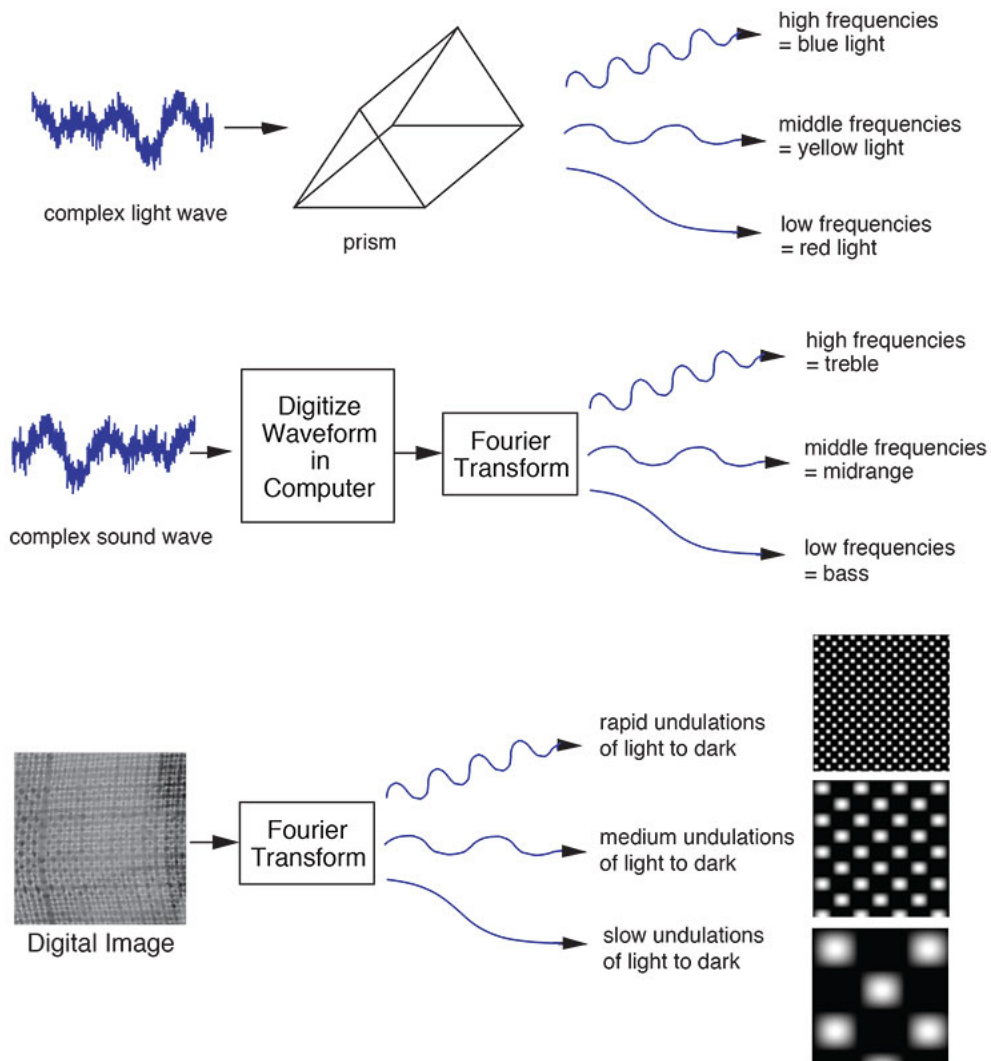 high frequencies
= blue light
middle frequencies
= yellow light
complex light wave
prism
low frequencies
= red light
high frequencies
= treble
Digitize
Waveform
in
Computer
Fourier
Transform
middle frequencies
= midrange
complex sound wave
low frequencies
= bass
rapid undulations
of light to dark
Fourier
Transform
medium undulations
of light to dark
Digital Image
slow undulations
of light to dark